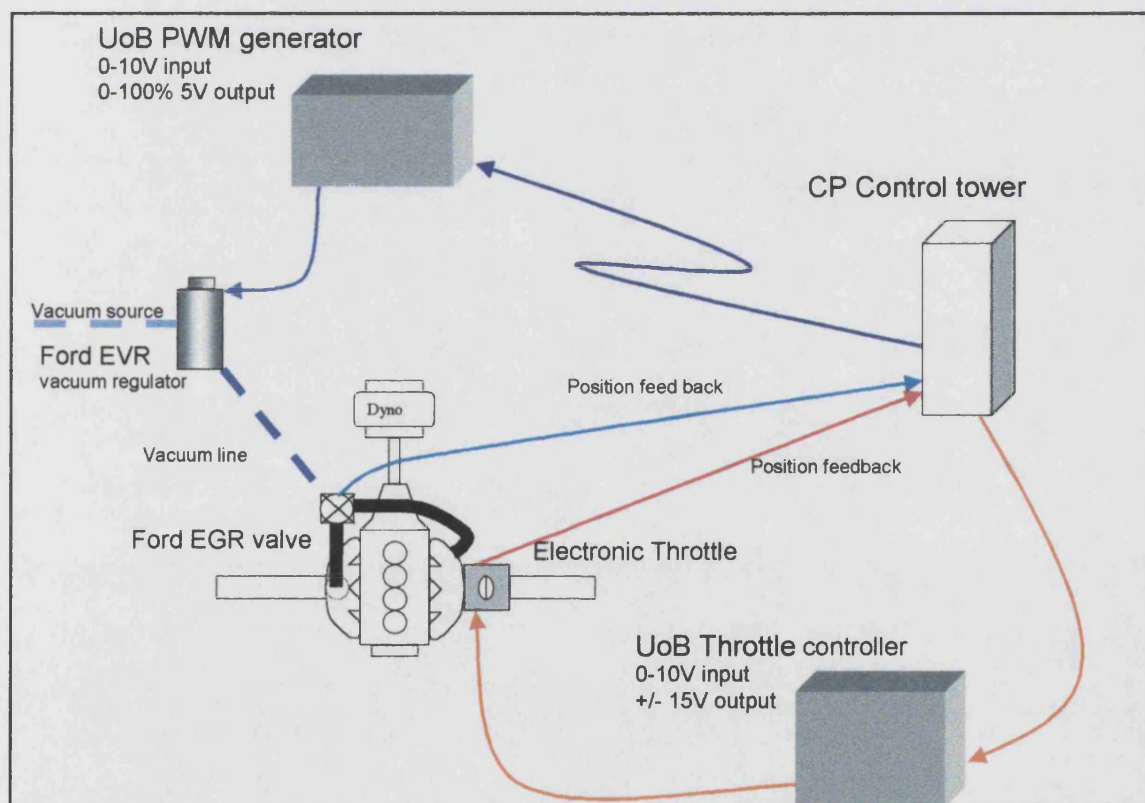 UoB PWM generator
0-10V input
0-100% 5V output
CP Control tower
Vacuum source
Ford EVR
vacuum regulator
Position feed back
Dyno
Vacuum line
Position feedback
Ford EGR valve
Electronic Throttle
UoB Throttle controller
0-10V input
+/- 15V output